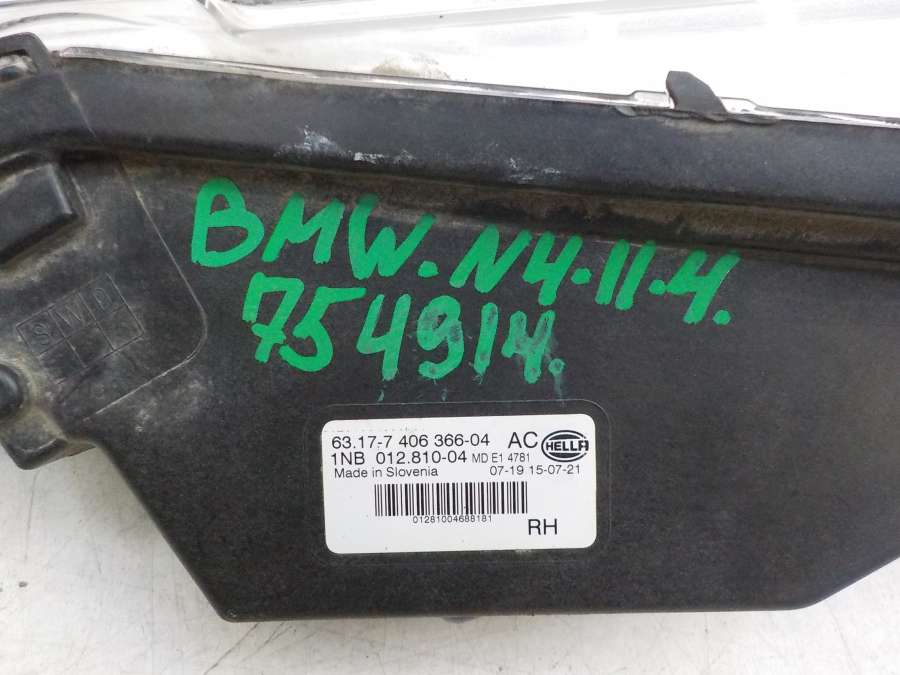 BMW.N4.11.4.
754914.
SWD
63.17-7 406 366-04 AC HELLA
1NB 012.810-04 MD E1 4781
Made in Slovenia 07-19 15-07-21
01281004688181
RH